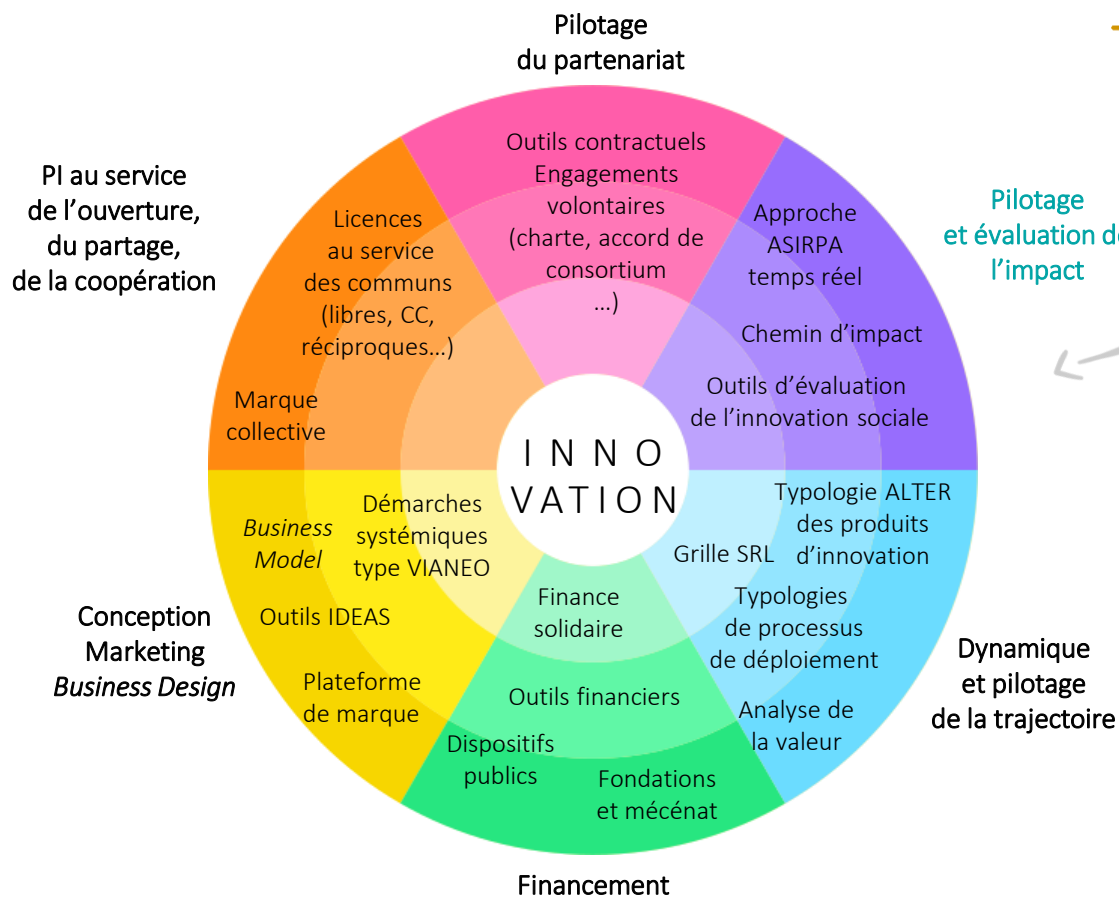 Pilotage
du partenariat
Outils contractuels
Engagements
volontaires
(charte, accord de
consortium
...)
PI au service
de l’ouverture,
du partage,
de la coopération
Licences
au service
des communs
(libres, CC,
réciproques...)
Marque
collective
Approche
ASIRPA
temps réel
Chemin d’impact
Outils d’évaluation
de l’innovation sociale
Pilotage
et évaluation de
l’impact
INNO
VATION
Business
Model
Démarches
systémiques
type VIANEO
Outils IDEAS
Plateforme
de marque
Conception
Marketing
Business Design
Finance
solidaire
Outils financiers
Dispositifs
publics
Fondations
et mécénat
Financement
Typologie ALTER
des produits
d’innovation
Grille SRL
Typologies
de processus
de déploiement
Analyse de
la valeur
Dynamique
et pilotage
de la trajectoire